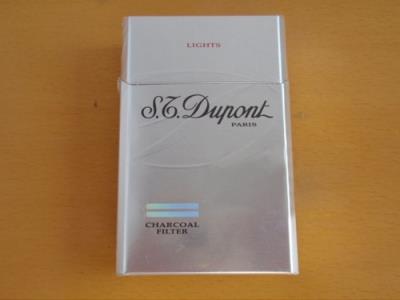 LIGHTS
S.T. Dupont
PARIS
CHARCOAL
FILTER